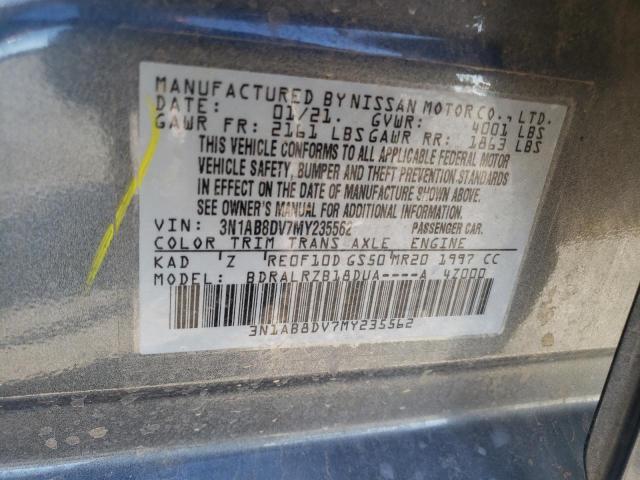 MANUFACTURED BY NISSAN MOTOR CO., LTD.
DATE: 01/21. GVWR: 4001 LBS
GAWR FR: 2161 LBS GAWR RR: 1863 LBS
THIS VEHICLE CONFORMS TO ALL APPLICABLE FEDERAL MOTOR
VEHICLE SAFETY, BUMPER AND THEFT PREVENTION STANDARDS
IN EFFECT ON THE DATE OF MANUFACTURE SHOWN ABOVE.
SEE OWNER'S MANUAL FOR ADDITIONAL INFORMATION.
VIN: 3N1AB8DV7MY235562 PASSENGER CAR.
COLOR TRIM TRANS AXLE ENGINE
KAD Z RE0F10D GS50 MR20 1997 CC
MODEL: BDRALRZB18DUA----A 4Z000
3N1AB8DV7MY235562